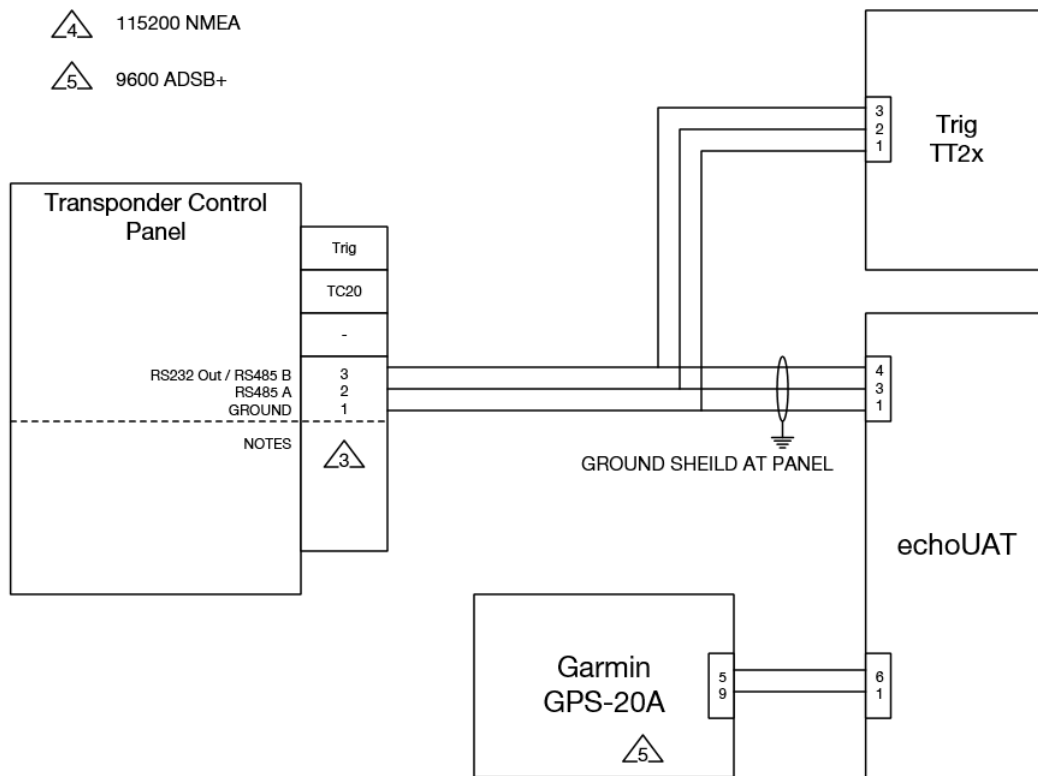 4 115200 NMEA
5 9600 ADSB+
3
2
1
Trig
TT2x
Transponder Control
Panel
Trig
TC20
-
RS232 Out / RS485 B 3
RS485 A 2
GROUND 1
NOTES 3
4
3
1
GROUND SHEILD AT PANEL
echoUAT
Garmin
GPS-20A
5
9
5
6
1